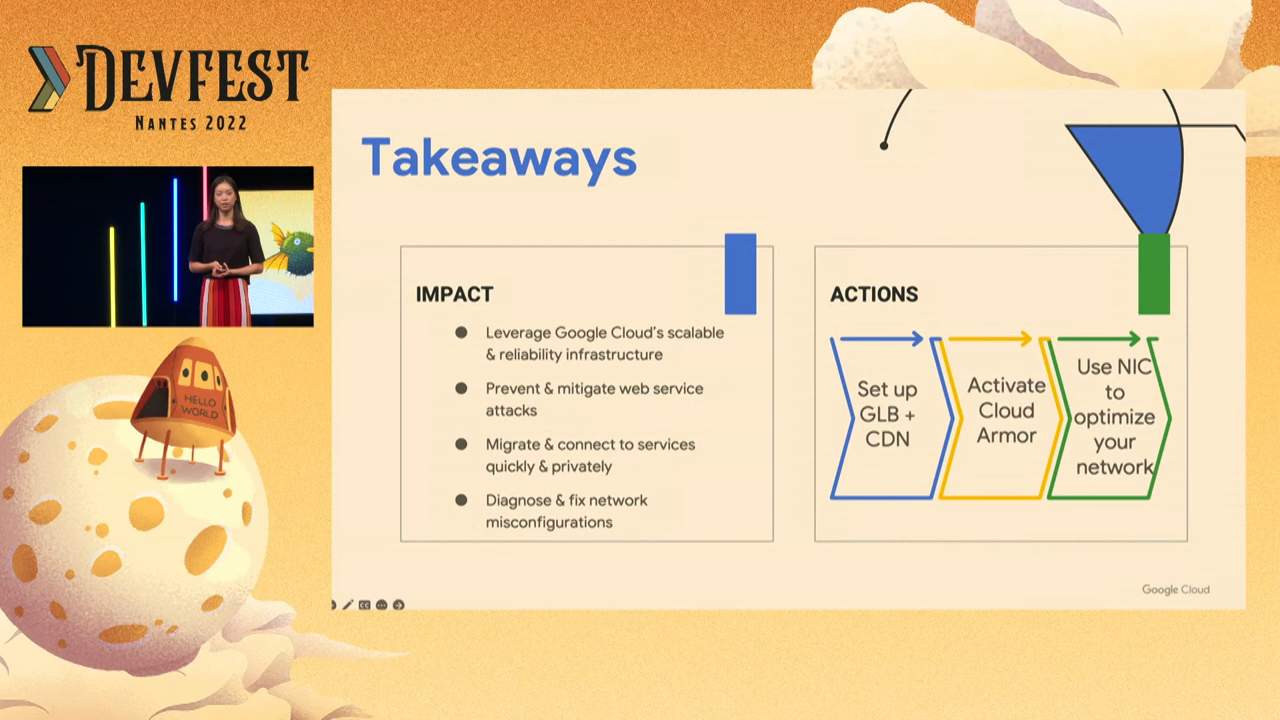 DEVFEST
NANTES 2022
HELLO
WORLD
Takeaways
IMPACT
Leverage Google Cloud's scalable
& reliability infrastructure
Prevent & mitigate web service
attacks
Migrate & connect to services
quickly & privately
Diagnose & fix network
misconfigurations
ACTIONS
Set up
GLB +
CDN
Activate
Cloud
Armor
Use NIC
to
optimize
your
network
Google Cloud